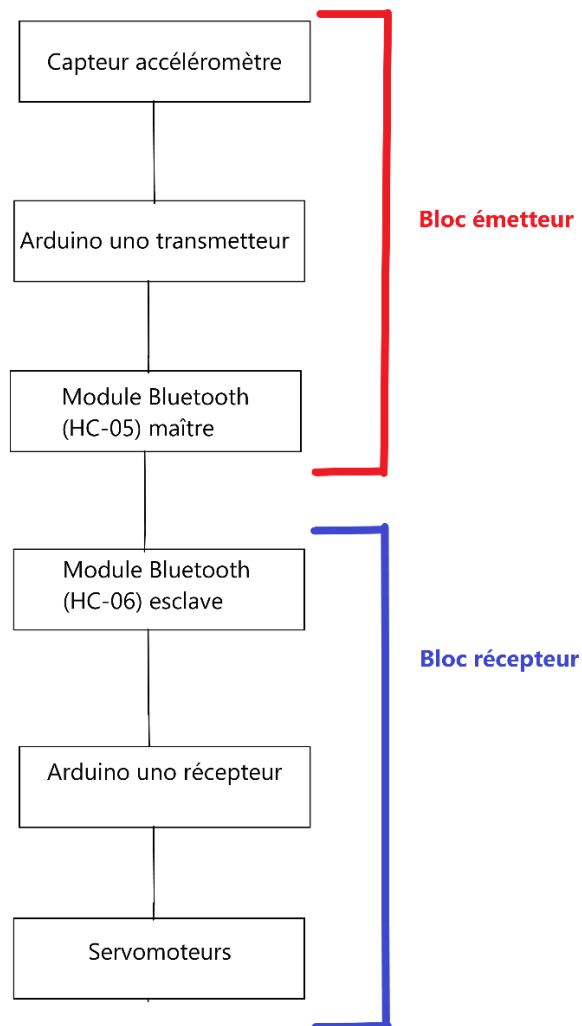 Capteur accéléromètre
Arduino uno transmetteur
Bloc émetteur
Module Bluetooth
(HC-05) maître
Module Bluetooth
(HC-06) esclave
Bloc récepteur
Arduino uno récepteur
Servomoteurs